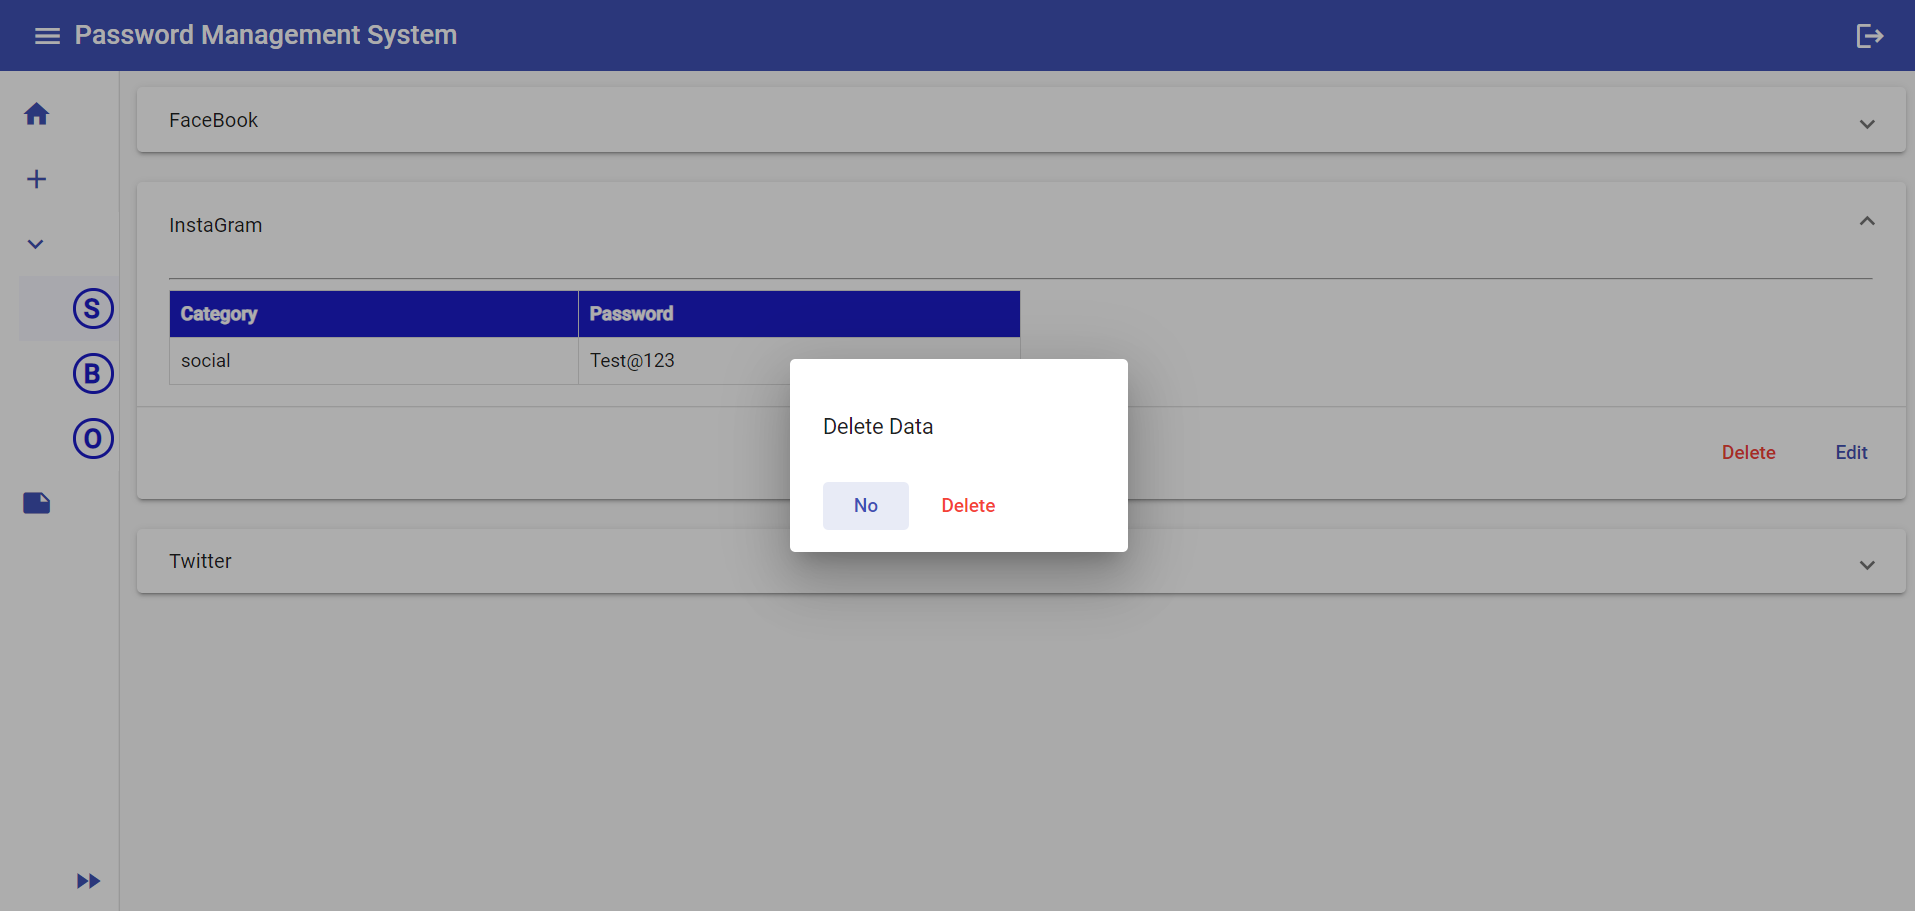 Password Management System
FaceBook
InstaGram
Category Password
S
social Test@123
B
Delete Data
O
Delete Edit
No Delete
Twitter